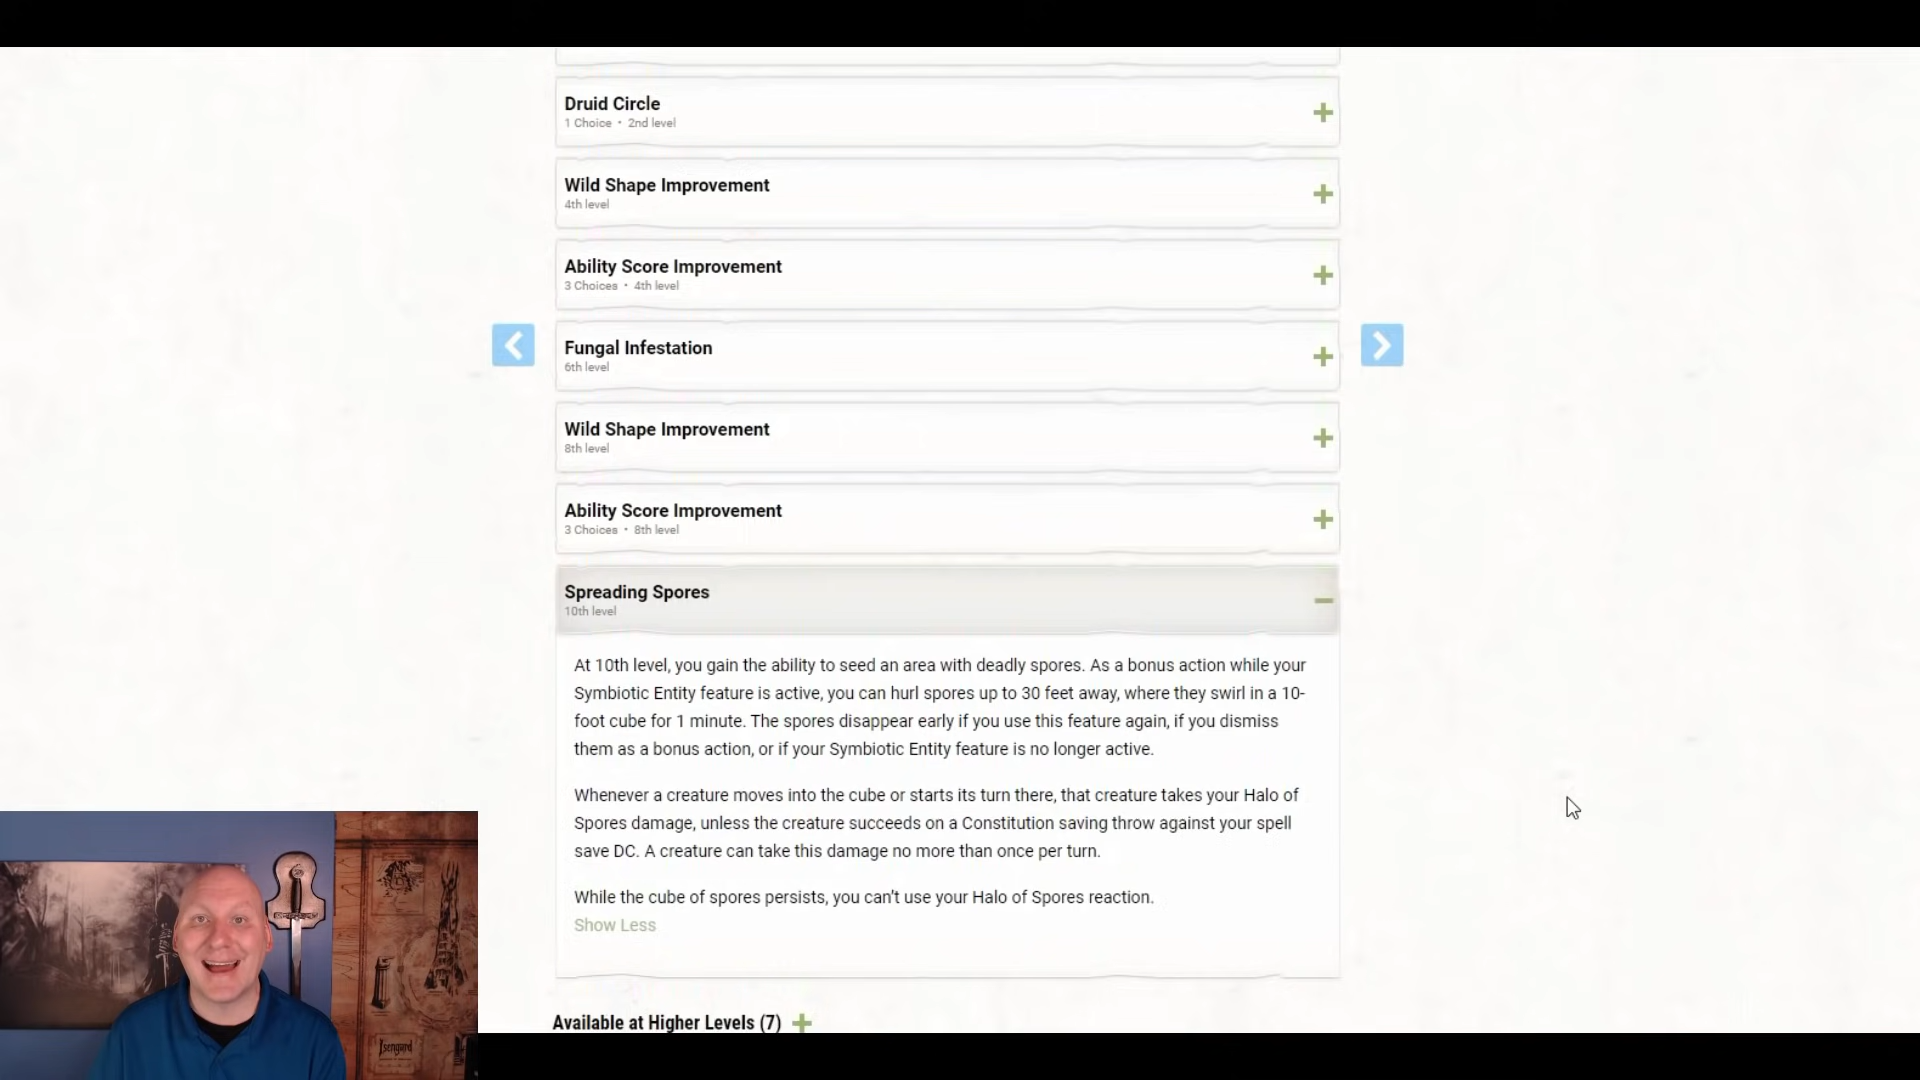 Druid Circle
1 Choice • 2nd level
Wild Shape Improvement
4th level
Ability Score Improvement
3 Choices • 4th level
Fungal Infestation
6th level
Wild Shape Improvement
8th level
Ability Score Improvement
3 Choices • 8th level
Spreading Spores
10th level
At 10th level, you gain the ability to seed an area with deadly spores. As a bonus action while your
Symbiotic Entity feature is active, you can hurl spores up to 30 feet away, where they swirl in a 10-
foot cube for 1 minute. The spores disappear early if you use this feature again, if you dismiss
them as a bonus action, or if your Symbiotic Entity feature is no longer active.
Whenever a creature moves into the cube or starts its turn there, that creature takes your Halo of
Spores damage, unless the creature succeeds on a Constitution saving throw against your spell
save DC. A creature can take this damage no more than once per turn.
While the cube of spores persists, you can't use your Halo of Spores reaction.
Show Less
Available at Higher Levels (7)
Isengard